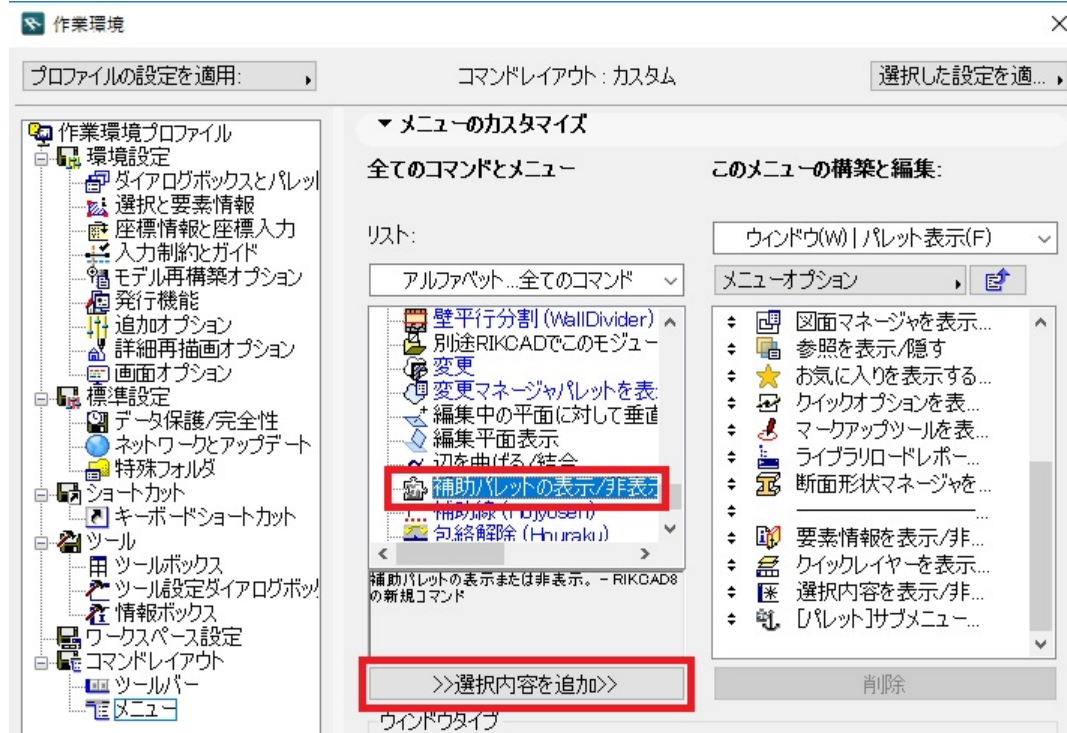 作業環境
プロファイルの設定を適用:
コマンドレイアウト : カスタム
選択した設定を適...
作業環境プロファイル
環境設定
ダイアログボックスとパレット
選択と要素情報
座標情報と座標入力
入力制約とガイド
モデル再構築オプション
発行機能
追加オプション
詳細再描画オプション
画面オプション
標準設定
データ保護/完全性
ネットワークとアップデート
特殊フォルダ
ショートカット
キーボードショートカット
ツール
ツールボックス
ツール設定ダイアログボッ
情報ボックス
ワークスペース設定
コマンドレイアウト
ツールバー
メニュー
メニューのカスタマイズ
全てのコマンドとメニュー
リスト:
アルファベット...全てのコマンド
壁平行分割 (WallDivider)
別途RIKCADでこのモジュー
変更
変更マネージャパレットを表
編集中の平面に対して垂直
編集平面表示
辺を曲げる/結合
補助パレットの表示/非表示
補助線 (Hojyosen)
包絡解除 (Houraku)
補助パレットの表示または非表示。 - RIKCAD8
の新規コマンド
>>選択内容を追加>>
ウィンドウタイプ
このメニューの構築と編集:
ウィンドウ(W) | パレット表示(F)
メニューオプション
図面マネージャを表示...
参照を表示/隠す
お気に入りを表示する...
クイックオプションを表...
マークアップツールを表...
ライブラリロードレポー...
断面形状マネージャを...
要素情報を表示/非...
クイックレイヤーを表示...
選択内容を表示/非...
[パレット]サブメニュー...
削除